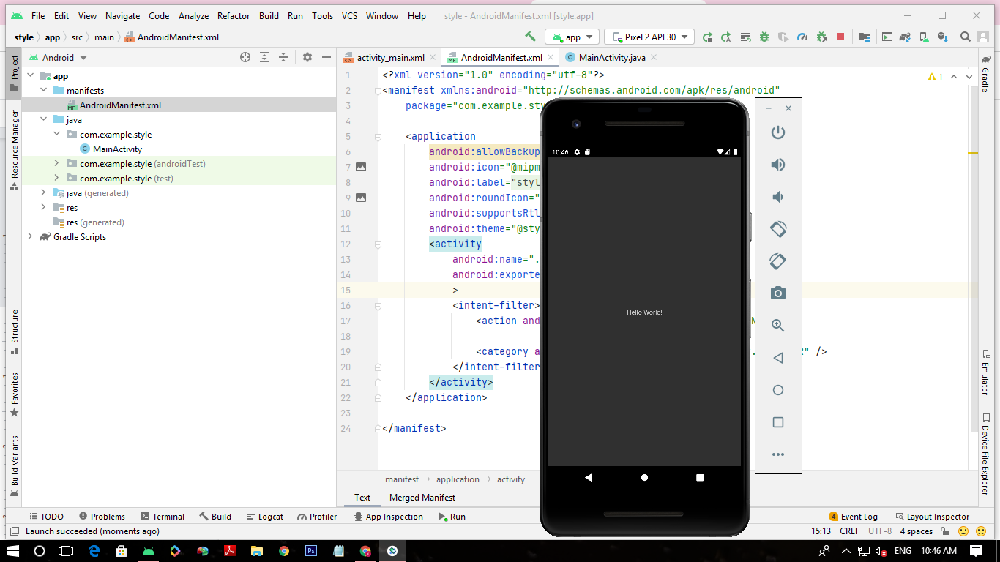 File Edit View Navigate Code Analyze Refactor Build Run Tools VCS Window Help style - AndroidManifest.xml [style.app]
style app src main AndroidManifest.xml app Pixel 2 API 30
Project
Resource Manager
Structure
Favorites
Build Variants
Android
app
manifests
AndroidManifest.xml
java
com.example.style
MainActivity
com.example.style (androidTest)
com.example.style (test)
java (generated)
res
res (generated)
Gradle Scripts
activity_main.xml AndroidManifest.xml MainActivity.java
1 <?xml version="1.0" encoding="utf-8"?>
2 <manifest xmlns:android="http://schemas.android.com/apk/res/android"
3 package="com.example.sty
4
5 <application
6 android:allowBackup
7 android:icon="@mipm
8 android:label="styl
9 android:roundIcon="
10 android:supportsRtl
11 android:theme="@sty
12 <activity
13 android:name=".
14 android:exporte
15 >
16 <intent-filter>
17 <action and
18
19 <category a " />
20 </intent-filter
21 </activity>
22 </application>
23
24 </manifest>
1
10:46
Hello World!
manifest application activity
Text Merged Manifest
Gradle
Emulator
Device File Explorer
TODO Problems Terminal Build Logcat Profiler App Inspection Run 4 Event Log Layout Inspector
Launch succeeded (moments ago) 15:13 CRLF UTF-8 4 spaces
Ps ENG 10:46 AM